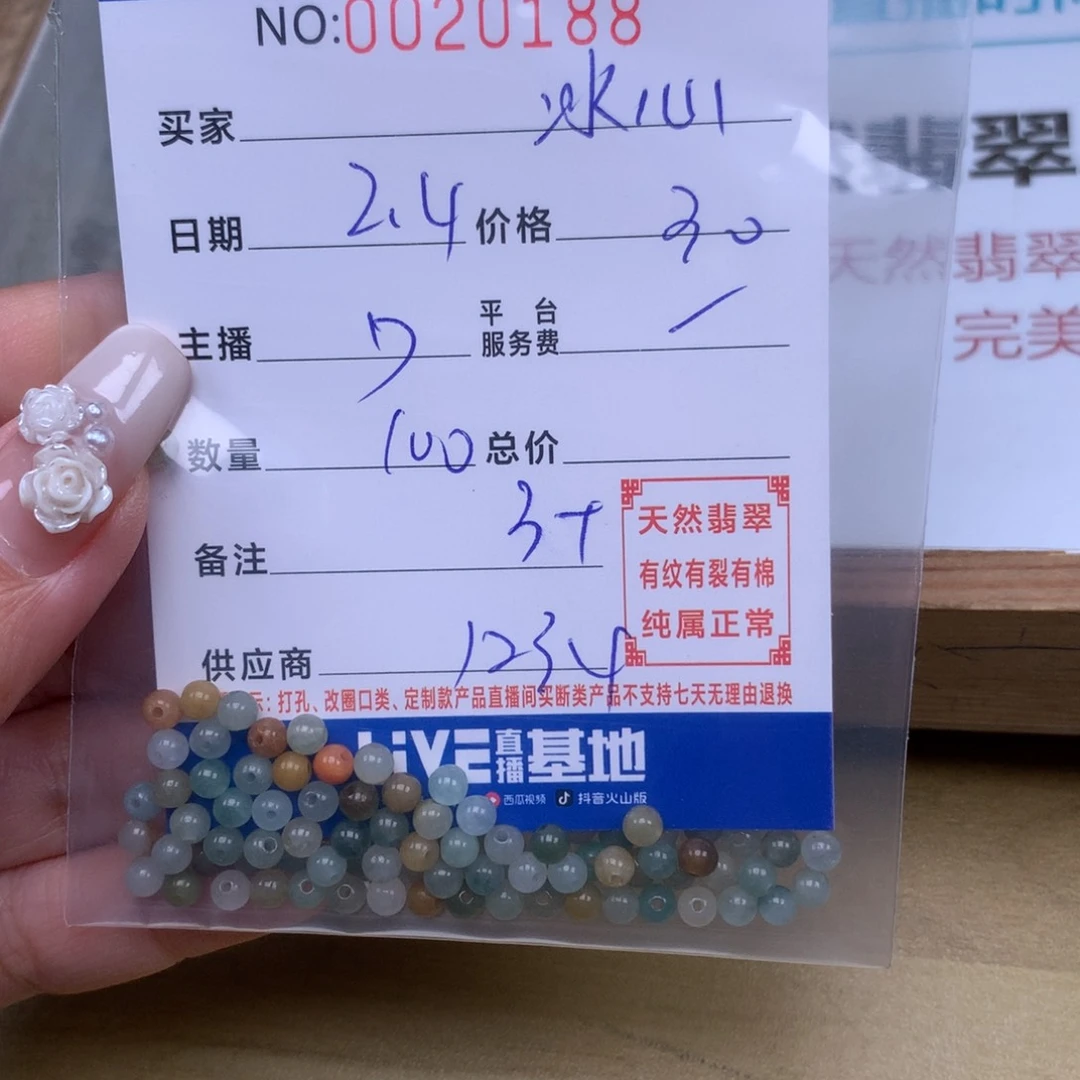 NO:0020188
买家
日期 2.4 价格 30
主播 7 平台服务费 /
数量 100 总价
备注 3+
供应商 1234
天然翡翠
有纹有裂有棉
纯属正常
示: 打孔、改圈口类、定制款产品直播间买断类产品不支持七天无理由退换
LiVE直播基地
西瓜视频 抖音火山版
翡翠
天然翡翠
完美